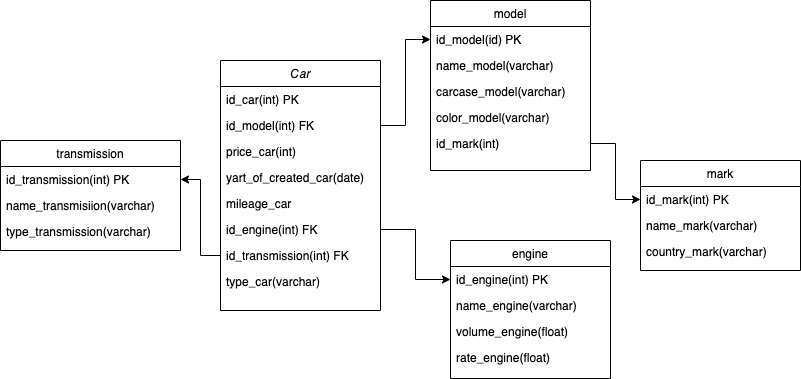 model
id_model(id) PK
name_model(varchar)
carcase_model(varchar)
color_model(varchar)
id_mark(int)
Car
id_car(int) PK
id_model(int) FK
price_car(int)
yart_of_created_car(date)
mileage_car
id_engine(int) FK
id_transmission(int) FK
type_car(varchar)
transmission
id_transmission(int) PK
name_transmisiion(varchar)
type_transmission(varchar)
mark
id_mark(int) PK
name_mark(varchar)
country_mark(varchar)
engine
id_engine(int) PK
name_engine(varchar)
volume_engine(float)
rate_engine(float)